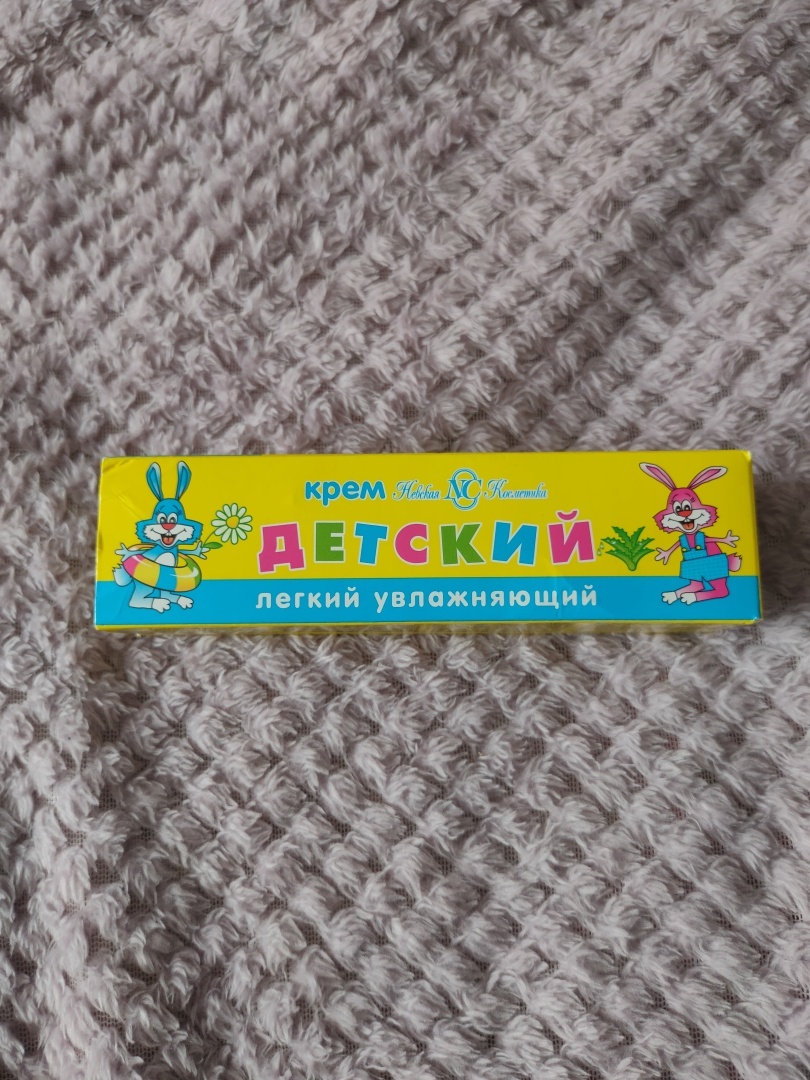 крем Невская NC Косметика
ДЕТСКИЙ
легкий увлажняющий